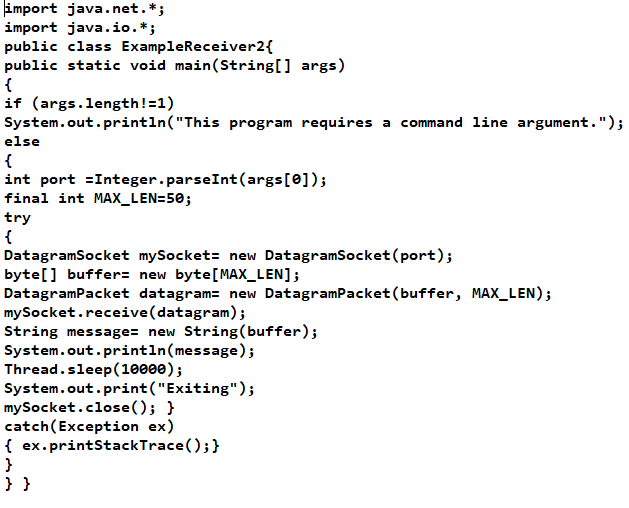 import java.net.*;
import java.io.*;
public class ExampleReceiver2{
public static void main(String[] args)
{
if (args.length!=1)
System.out.println("This program requires a command line argument.");
else
{
int port =Integer.parseInt(args[0]);
final int MAX_LEN=50;
try
{
DatagramSocket mySocket= new DatagramSocket(port);
byte[] buffer= new byte[MAX_LEN];
DatagramPacket datagram= new DatagramPacket(buffer, MAX_LEN);
mySocket.receive(datagram);
String message= new String(buffer);
System.out.println(message);
Thread.sleep(10000);
System.out.print("Exiting");
mySocket.close(); }
catch(Exception ex)
{ ex.printStackTrace();}
}
} }